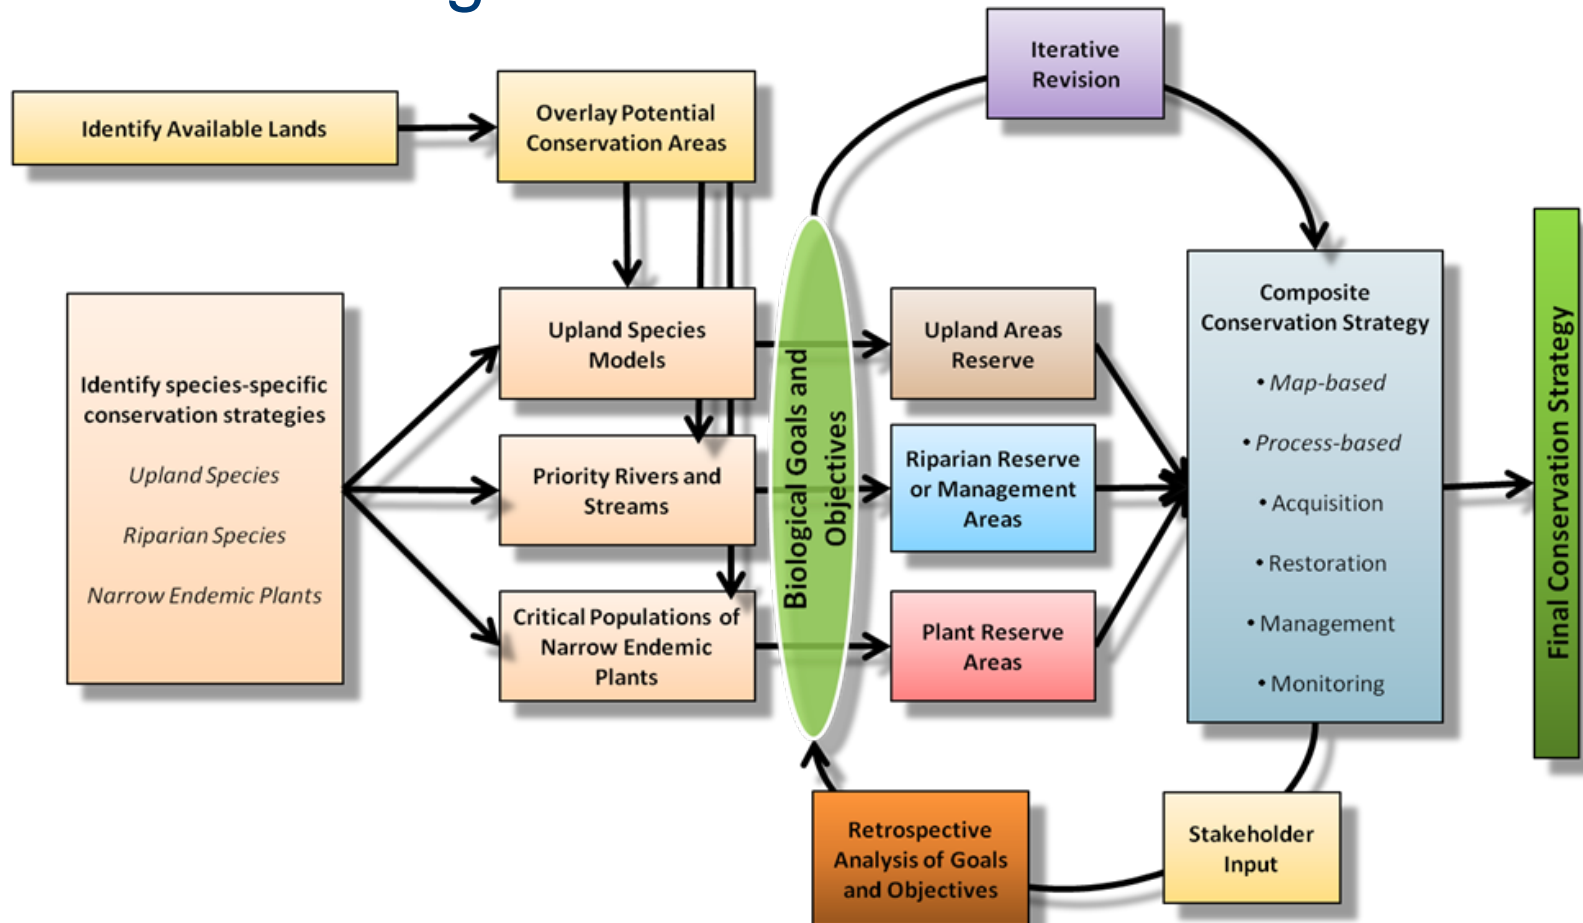 Iterative
Revision
Identify Available Lands
Overlay Potential
Conservation Areas
Identify species-specific
conservation strategies
Upland Species
Riparian Species
Narrow Endemic Plants
Upland Species
Models
Priority Rivers and
Streams
Critical Populations of
Narrow Endemic
Plants
Biological Goals and
Objectives
Upland Areas
Reserve
Riparian Reserve
or Management
Areas
Plant Reserve
Areas
Composite
Conservation Strategy
• Map-based
• Process-based
• Acquisition
• Restoration
• Management
• Monitoring
Final Conservation Strategy
Retrospective
Analysis of Goals
and Objectives
Stakeholder
Input